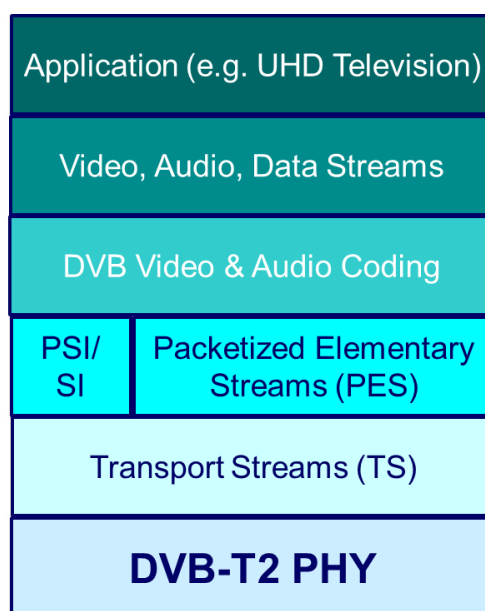 Application (e.g. UHD Television)
Video, Audio, Data Streams
DVB Video & Audio Coding
PSI/
SI
Packetized Elementary
Streams (PES)
Transport Streams (TS)
DVB-T2 PHY